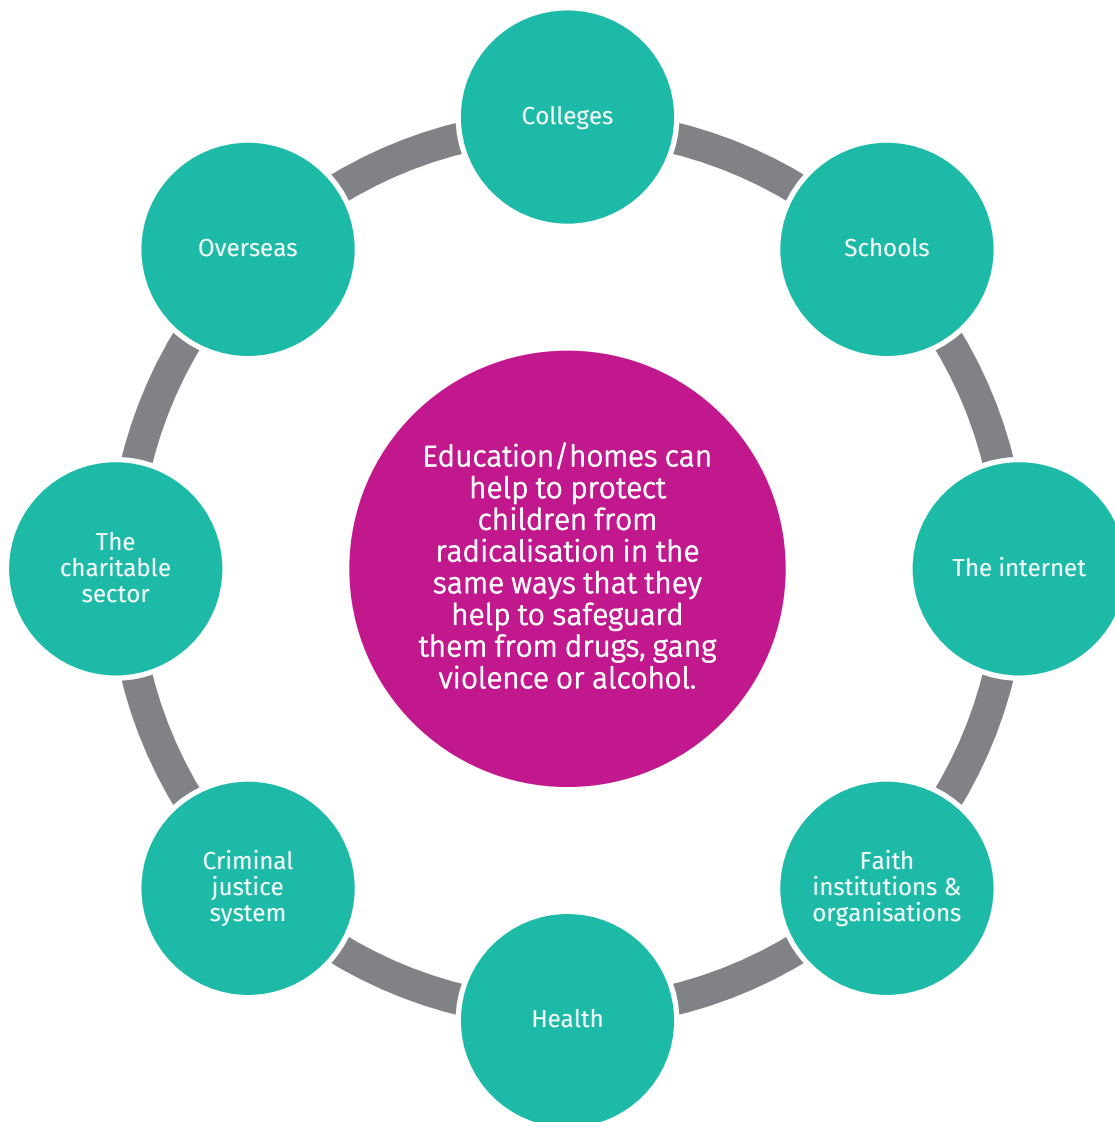 Colleges
Schools
The internet
Faith
institutions &
organisations
Health
Criminal
justice
system
The
charitable
sector
Overseas
Education/homes can
help to protect
children from
radicalisation in the
same ways that they
help to safeguard
them from drugs, gang
violence or alcohol.